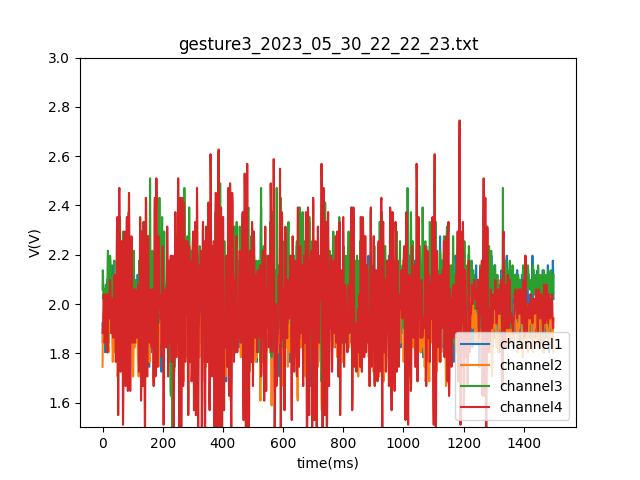 gesture3_2023_05_30_22_22_23.txt
3.0
2.8
2.6
2.4
2.2
2.0
1.8
1.6
V(V)
channel1
channel2
channel3
channel4
0 200 400 600 800 1000 1200 1400
time(ms)